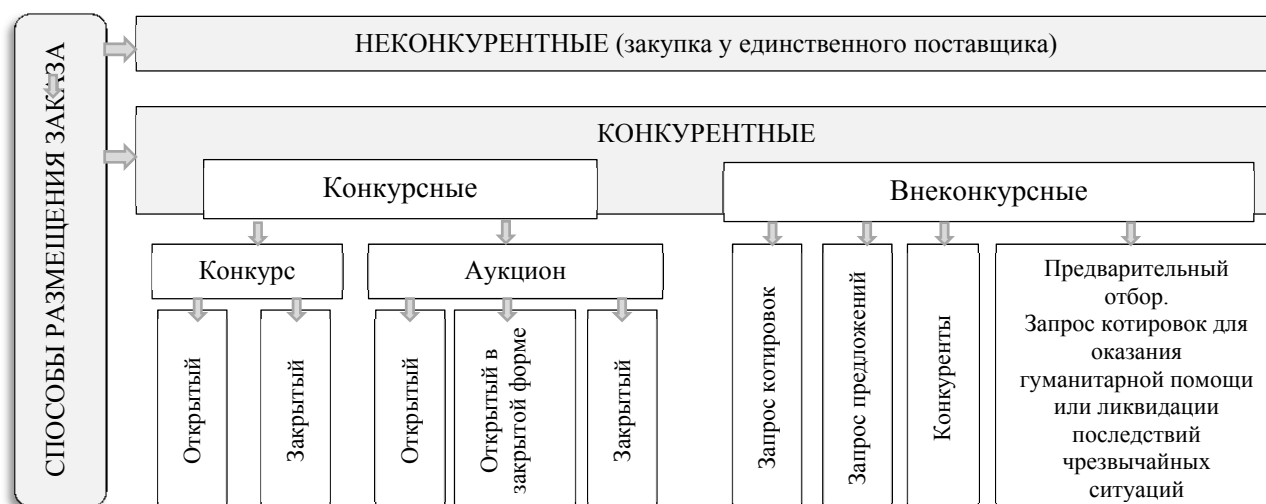 СПОСОБЫ РАЗМЕЩЕНИЯ ЗАКАЗА
НЕКОНКУРЕНТНЫЕ (закупка у единственного поставщика)
КОНКУРЕНТНЫЕ
Конкурсные
Внеконкурсные
Конкурс
Аукцион
Открытый
Закрытый
Открытый
Открытый в
закрытой форме
Закрытый
Запрос котировок
Запрос предложений
Конкуренты
Предварительный
отбор.
Запрос котировок для
оказания
гуманитарной помощи
или ликвидации
последствий
чрезвычайных
ситуаций